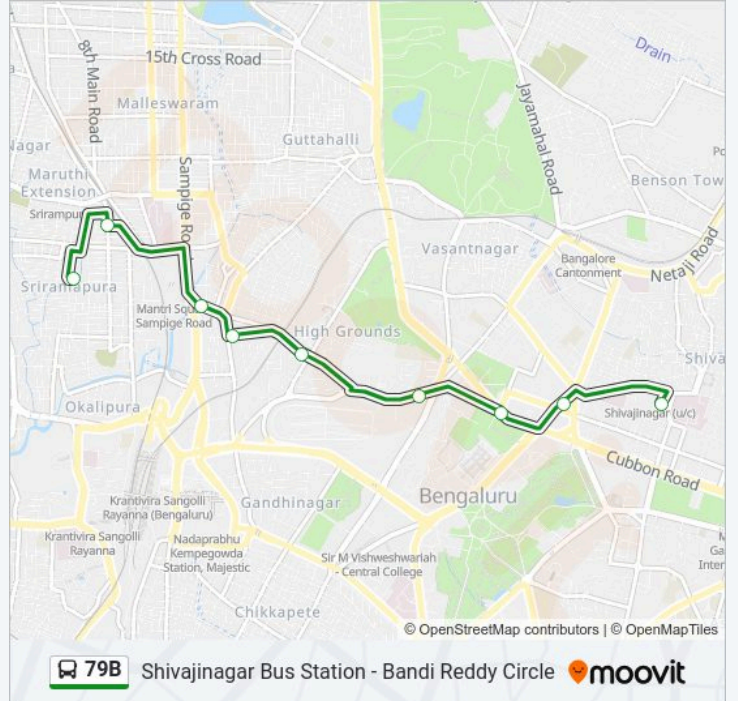 Drain
15th Cross Road
8th Main Road
Malleswaram
Jayamahal Road
Guttahalli
Maruthi
Extension
Benson Tow
Sampige Ro
Srirampur
Vasantnagar
Bangalore
Cantonment
Netaji Road
Sriramapura
Mantri Squ
Sampige Road
High Grounds
Shiva
Okalipura
Shivajinagar (u/c)
Cubbon Road
Krantivira Sangolli
Rayanna (Bengaluru)
Gandhinagar
Bengaluru
Krantivira Sangolli
Rayanna
Nadaprabhu
Kempegowda
Station, Majestic
Sir M Vishweshwariah
- Central College
Ga
Inter
Chikkapete
© OpenStreetMap contributors | © OpenMapTiles
79B Shivajinagar Bus Station - Bandi Reddy Circle moovit